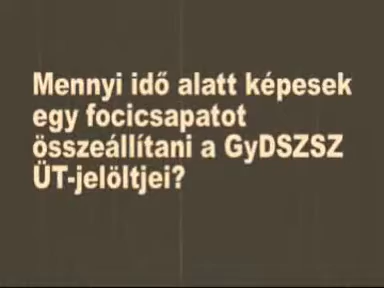 Mennyi idő alatt képesek
egy focicsapatot
összeállítani a GyDSZSZ
ÜT-jelöltjei?